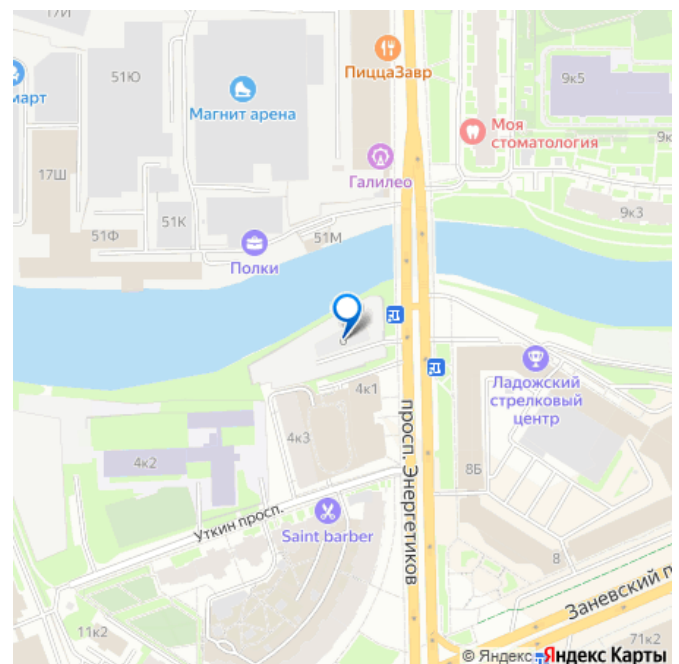 17И
ПиццаЗавр
51Ю
9к5
март
Магнит арена
Моя
стоматология
9к
17Ш
Галилео
51К
9к3
51Ф
51М
Полки
Ладожский
стрелковый
центр
4к1
просп. Энергетиков
4к3
4к2
8Б
Уткин просп.
Saint barber
8
Заневский п
11к2
71к2
© Яндекс
Яндекс Карты